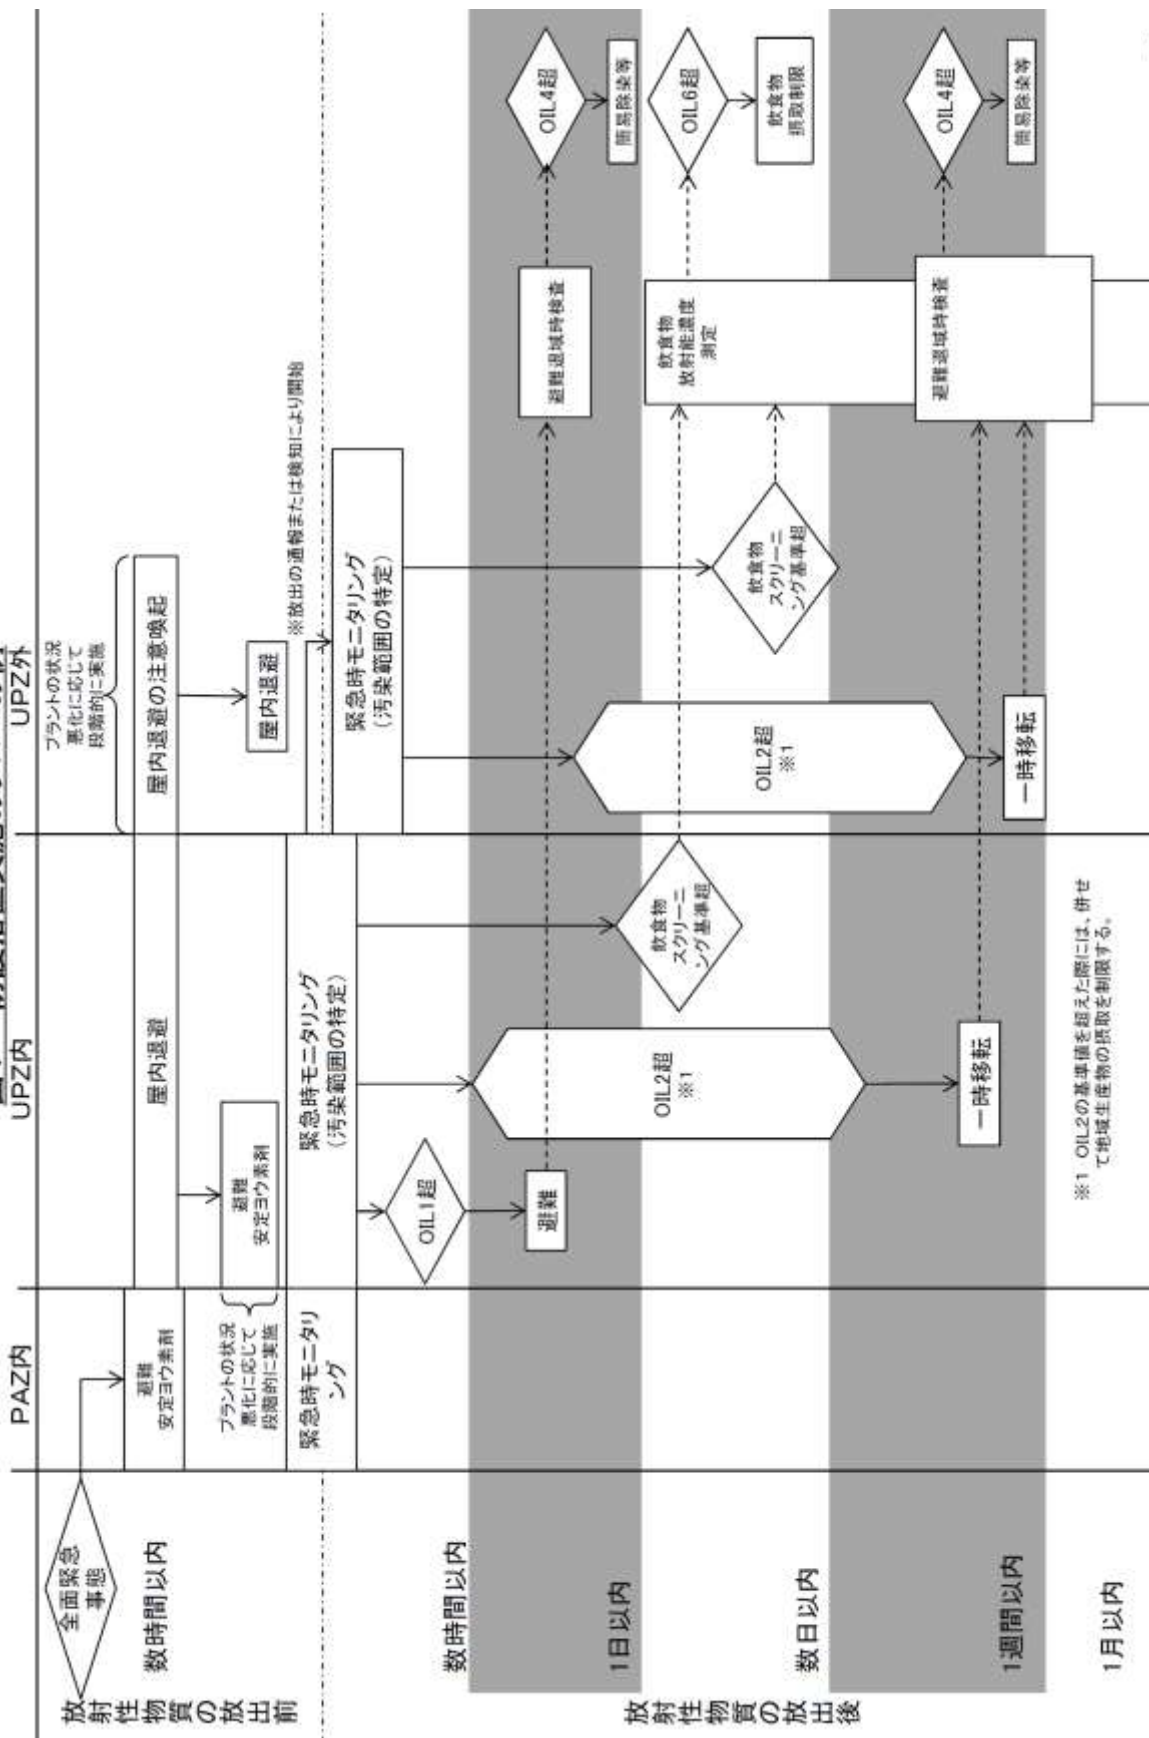 PAZ内
UPZ内
UPZ外
放射性物質の放出前
全面緊急
事態
数時間以内
避難
安定ヨウ素剤
プラントの状況
悪化に応じて
段階的に実施
緊急時モニタリ
ング
屋内退避
避難
安定ヨウ素剤
緊急時モニタリング
(汚染範囲の特定)
プラントの状況
悪化に応じて
段階的に実施
屋内退避の注意喚起
屋内退避
※放出の通報または検知により開始
緊急時モニタリング
(汚染範囲の特定)
放射性物質の放出後
数時間以内
1日以内
数日以内
1週間以内
1月以内
OIL1超
避難
OIL2超
※1
飲食物
スクリーニ
ング基準超
一時移転
※1 OIL2の基準値を超えた際には、併せ
て地域生産物の摂取を制限する。
OIL2超
※1
飲食物
スクリーニ
ング基準超
一時移転
避難退域時検査
OIL4超
簡易除染等
飲食物
放射能濃度
測定
OIL6超
飲食物
摂取制限
避難退域時検査
OIL4超
簡易除染等